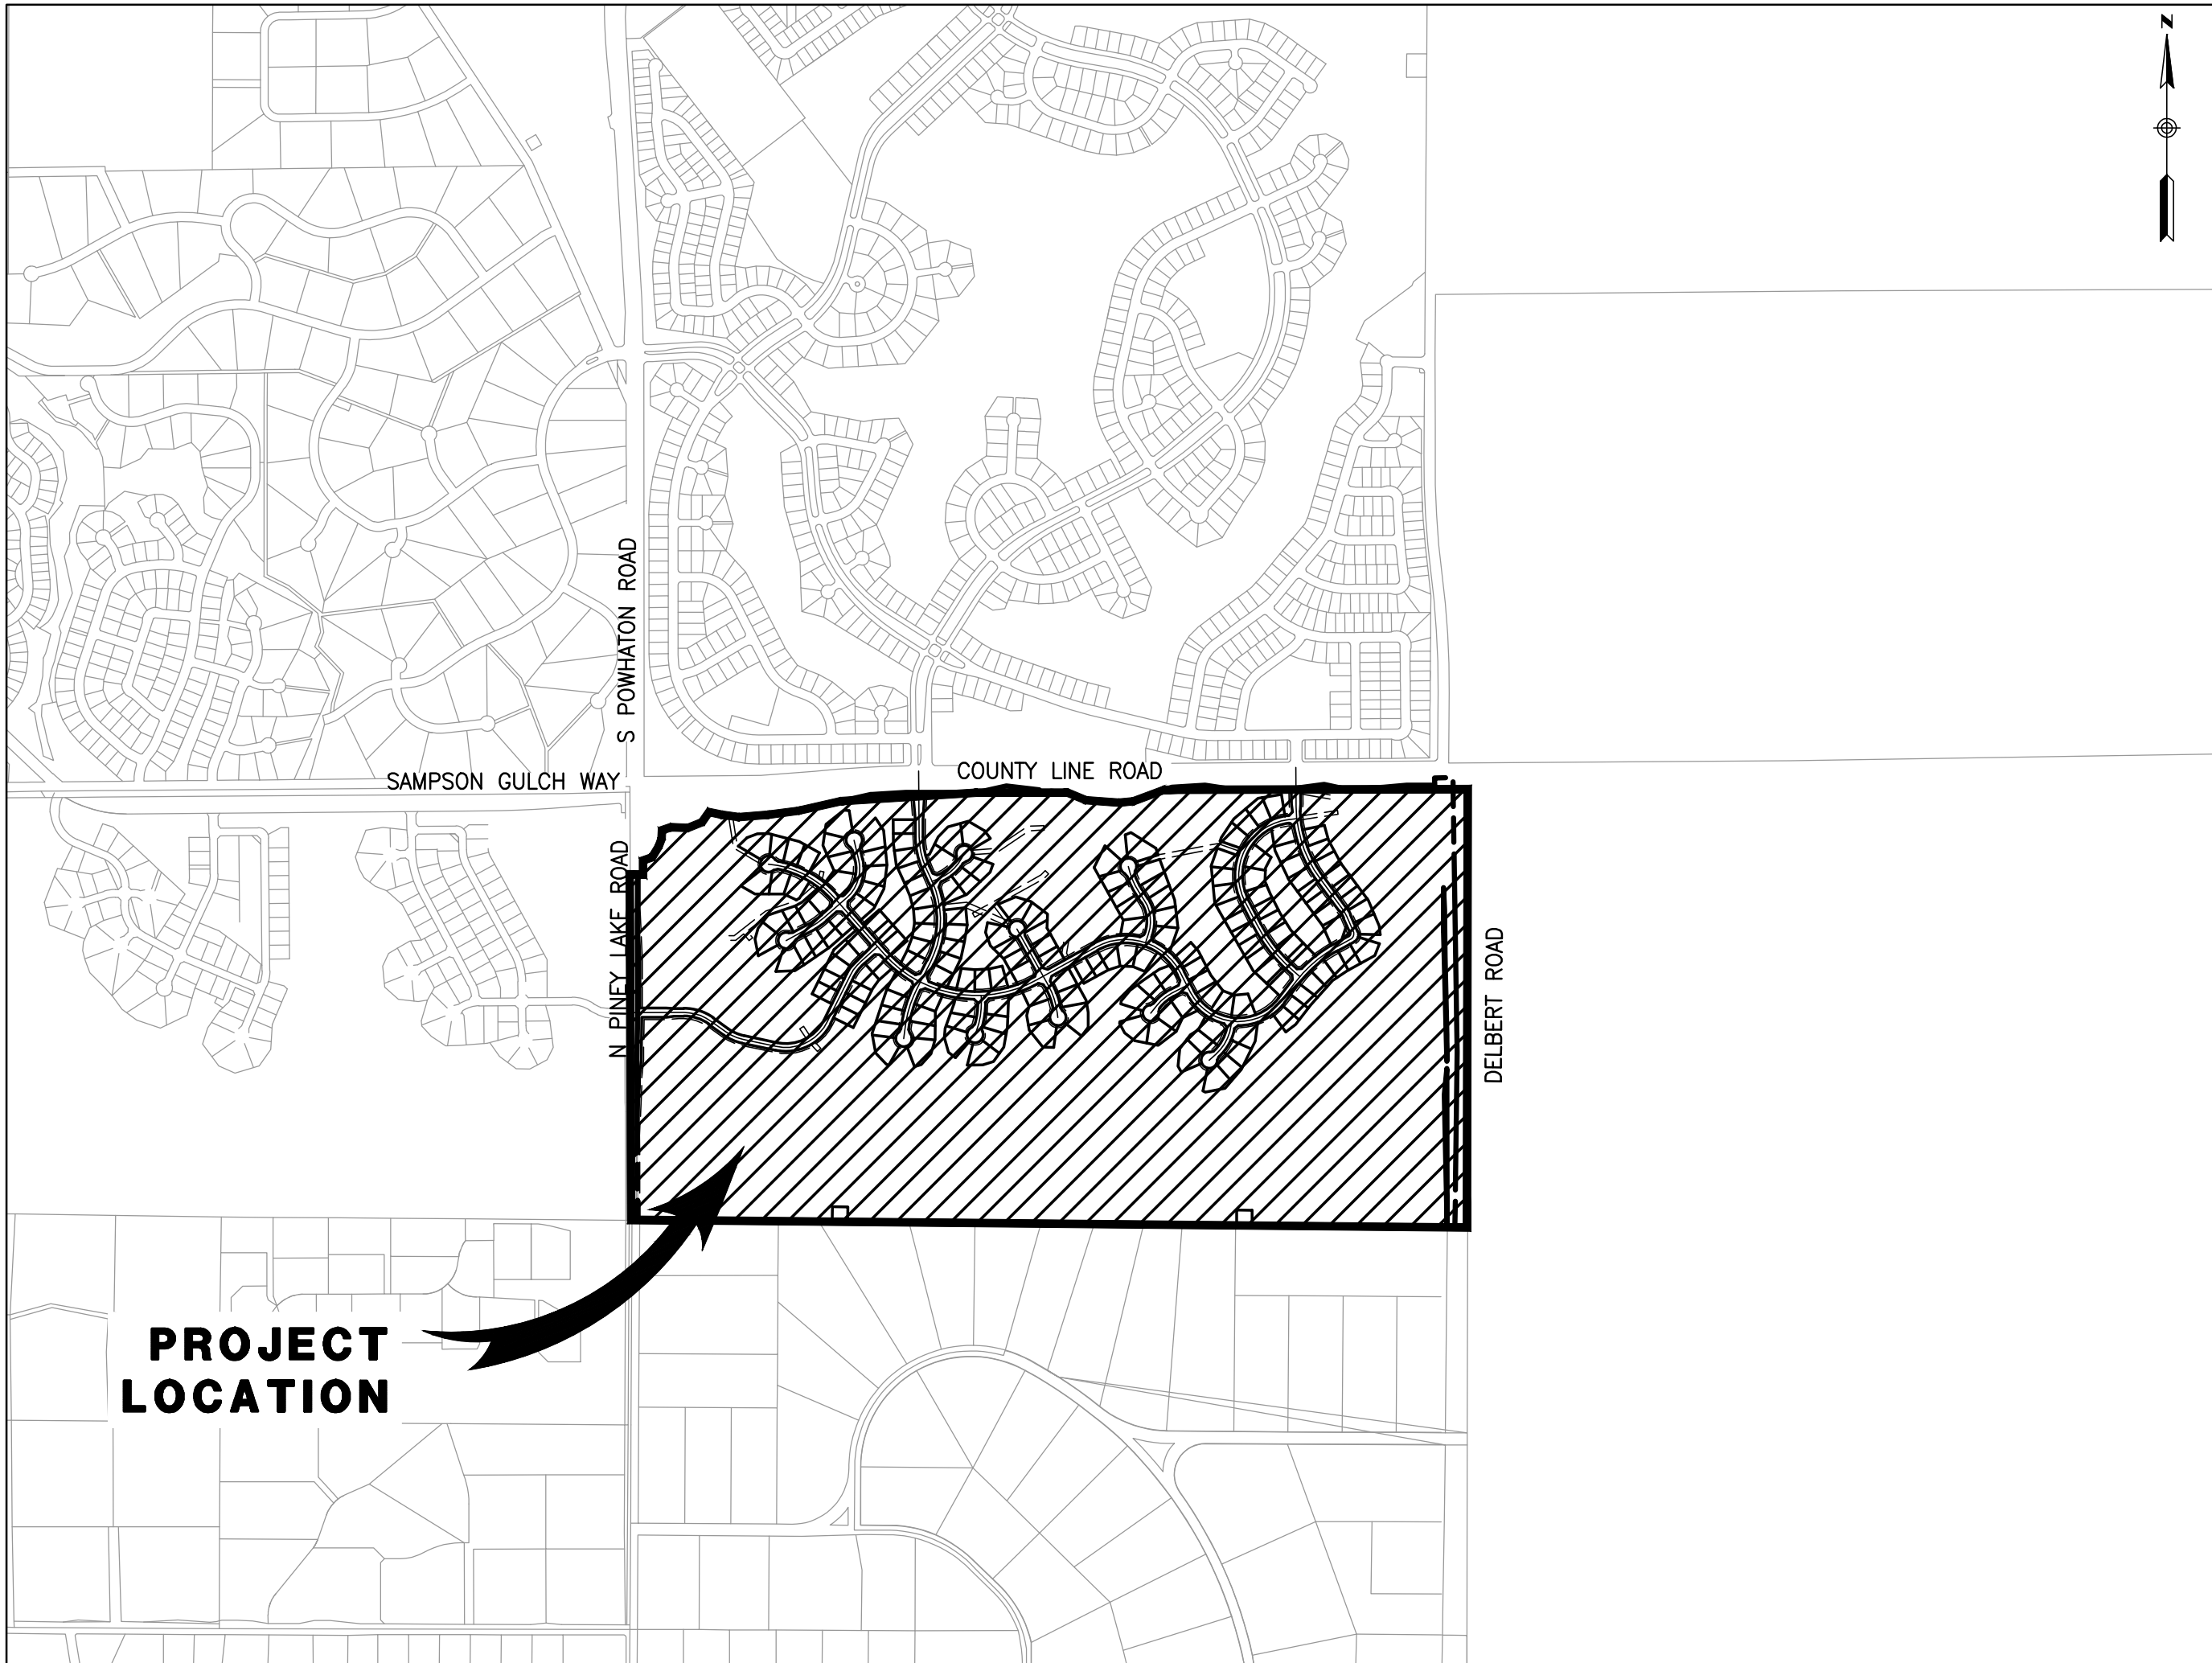 N
S POWHATON ROAD
SAMPSON GULCH WAY
COUNTY LINE ROAD
N PINEY LAKE ROAD
DELBERT ROAD
PROJECT
LOCATION